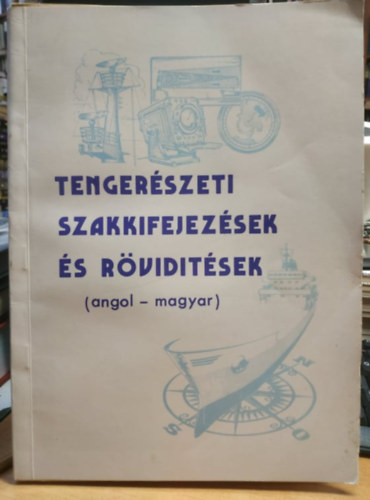 TENGERÉSZETI
SZAKKIFEJEZÉSEK
ÉS RÖVIDITÉSEK
(angol - magyar)
N
S
O